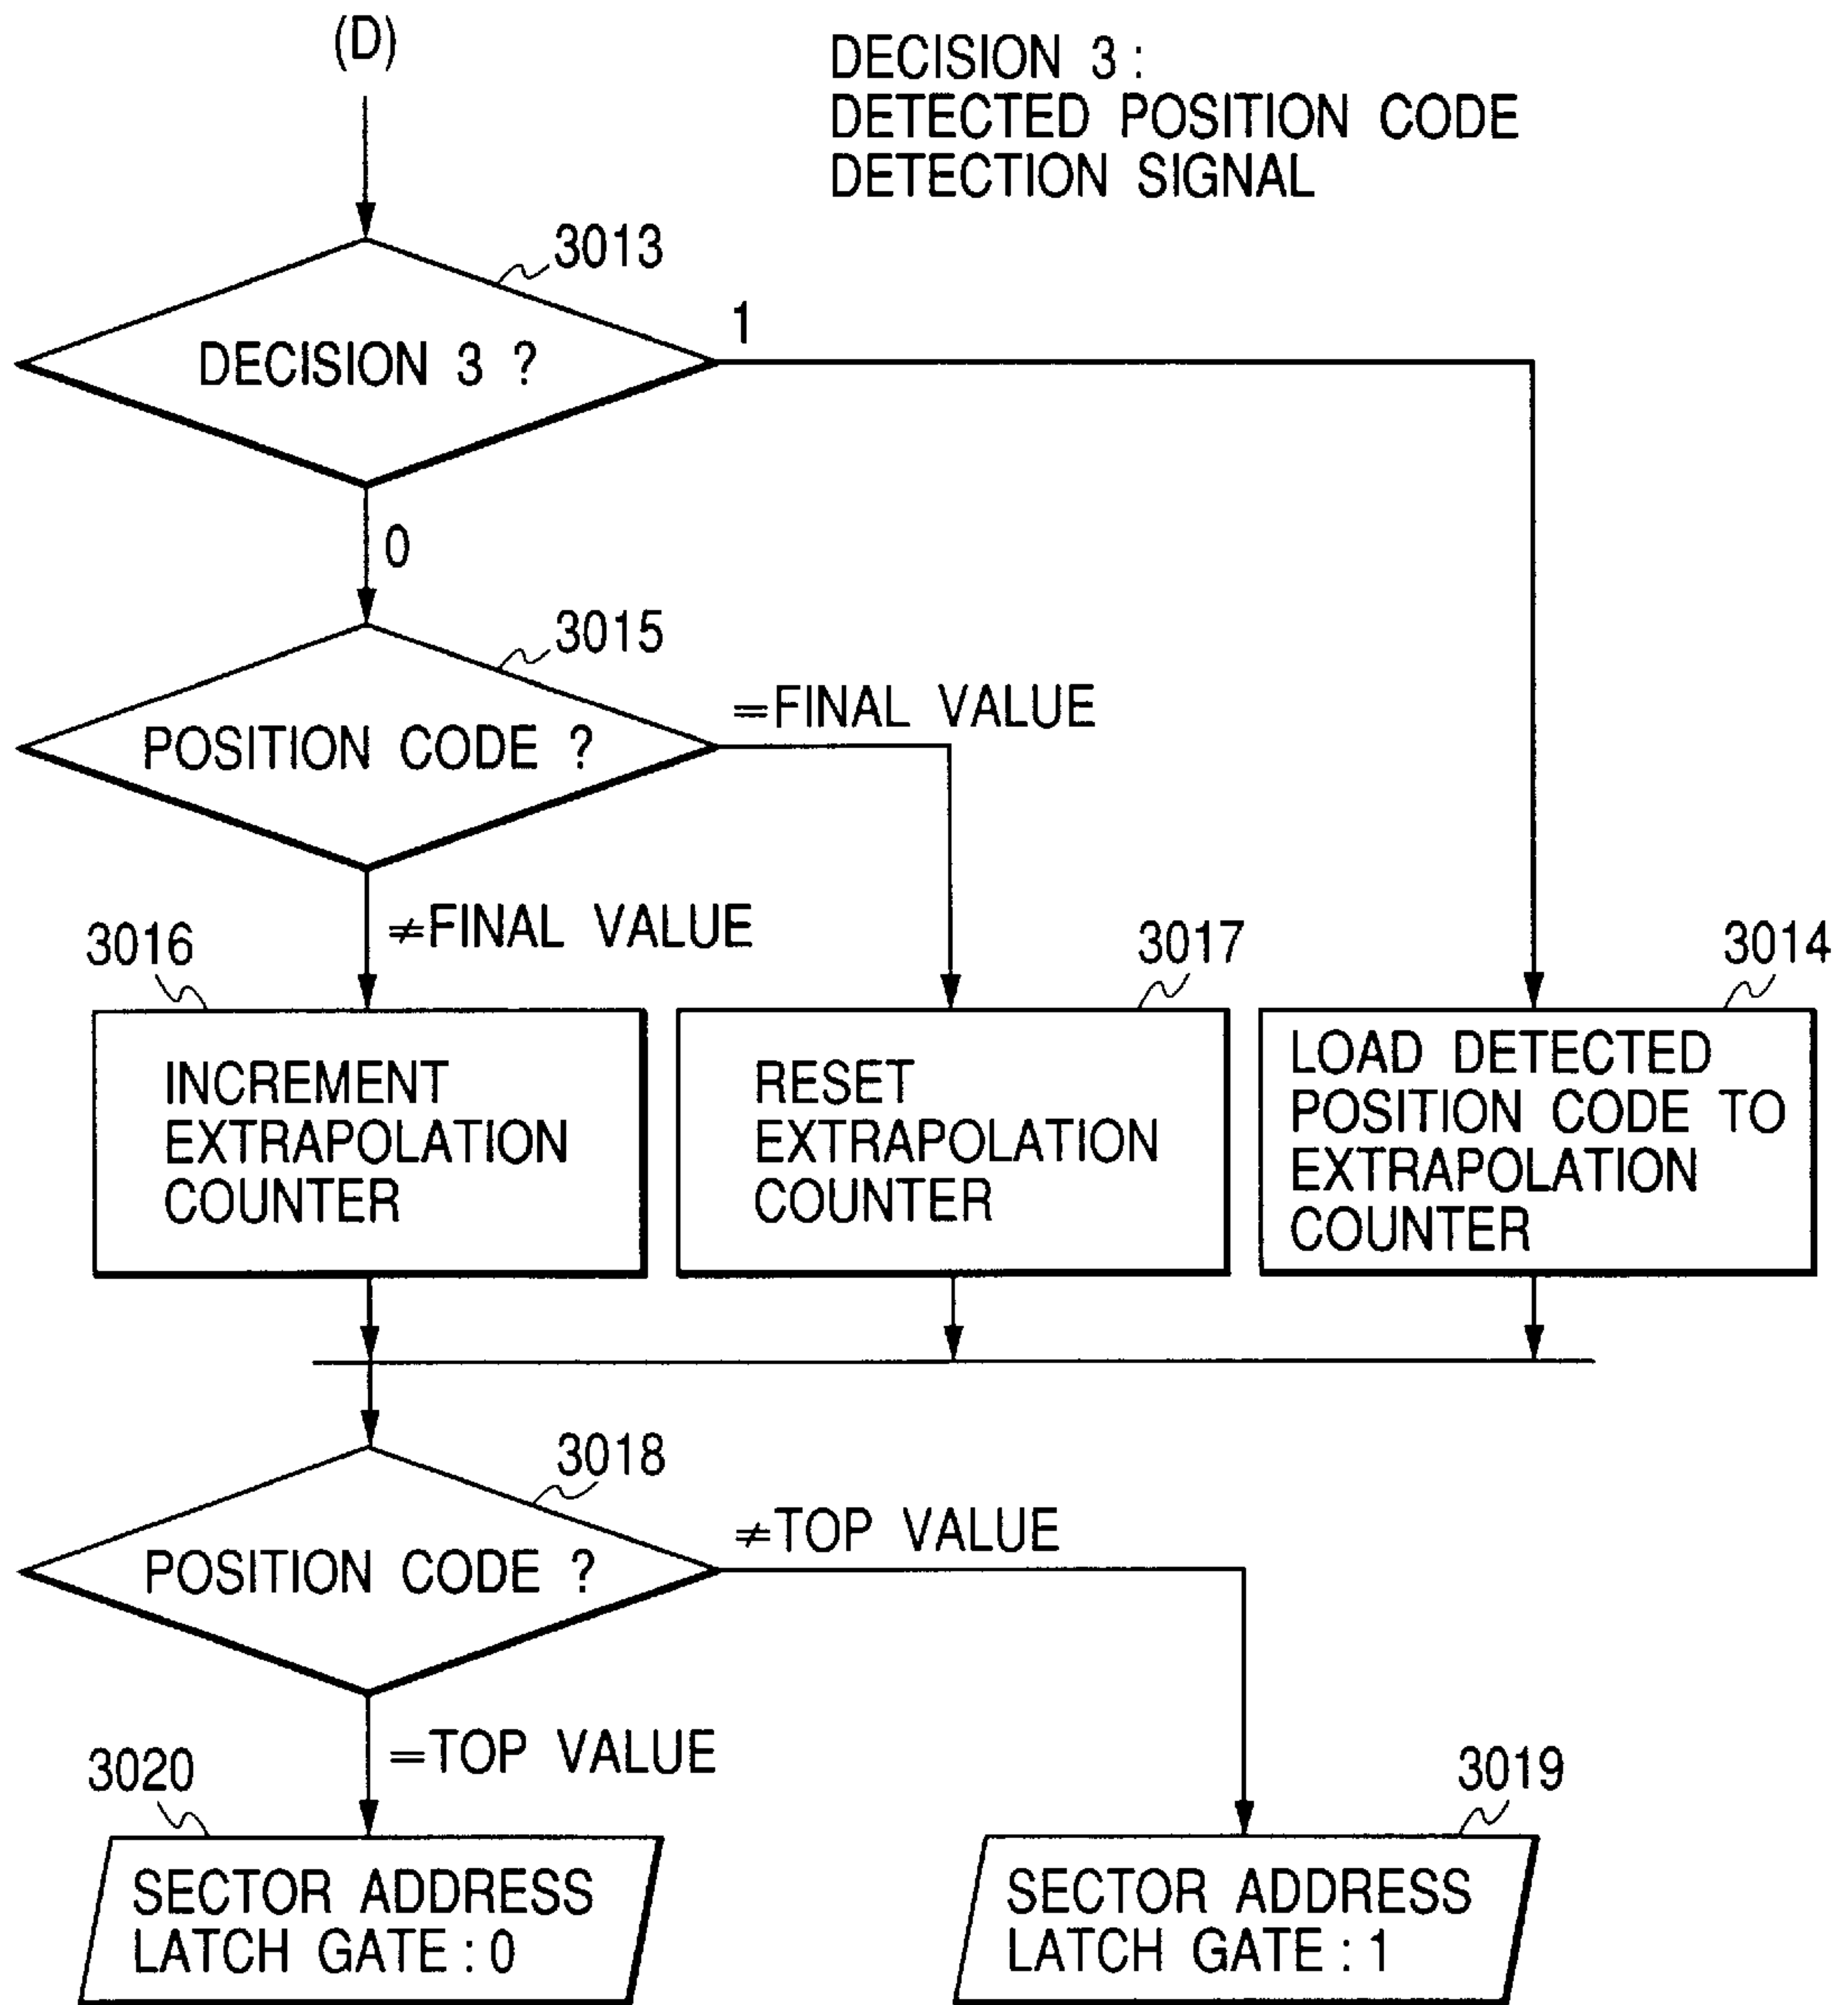 (D)
DECISION 3 :
DETECTED POSITION CODE
DETECTION SIGNAL
3013
DECISION 3 ?
1
0
3015
POSITION CODE ?
=FINAL VALUE
≠FINAL VALUE
3016
3017
3014
INCREMENT
EXTRAPOLATION
COUNTER
RESET
EXTRAPOLATION
COUNTER
LOAD DETECTED
POSITION CODE TO
EXTRAPOLATION
COUNTER
3018
POSITION CODE ?
≠TOP VALUE
=TOP VALUE
3020
3019
SECTOR ADDRESS
LATCH GATE : 0
SECTOR ADDRESS
LATCH GATE : 1